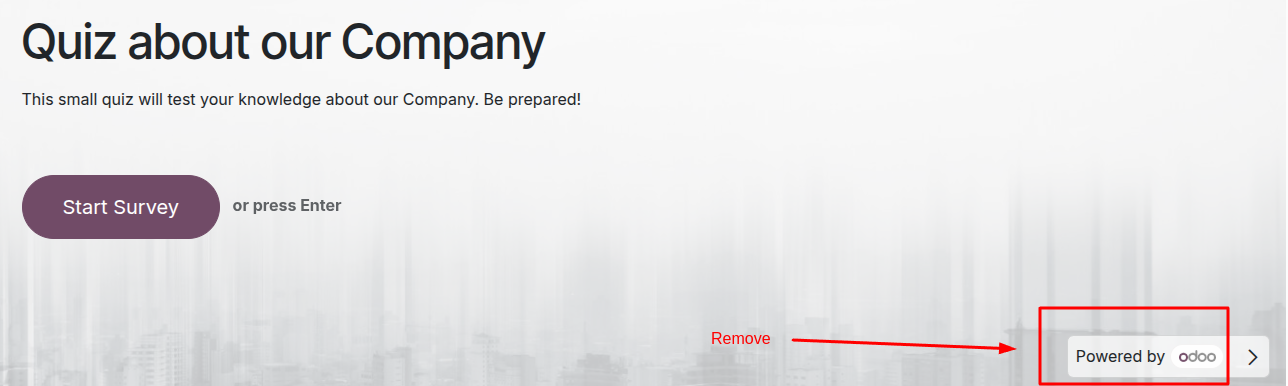 Quiz about our Company
This small quiz will test your knowledge about our Company. Be prepared!
Start Survey
or press Enter
Remove
Powered by odoo